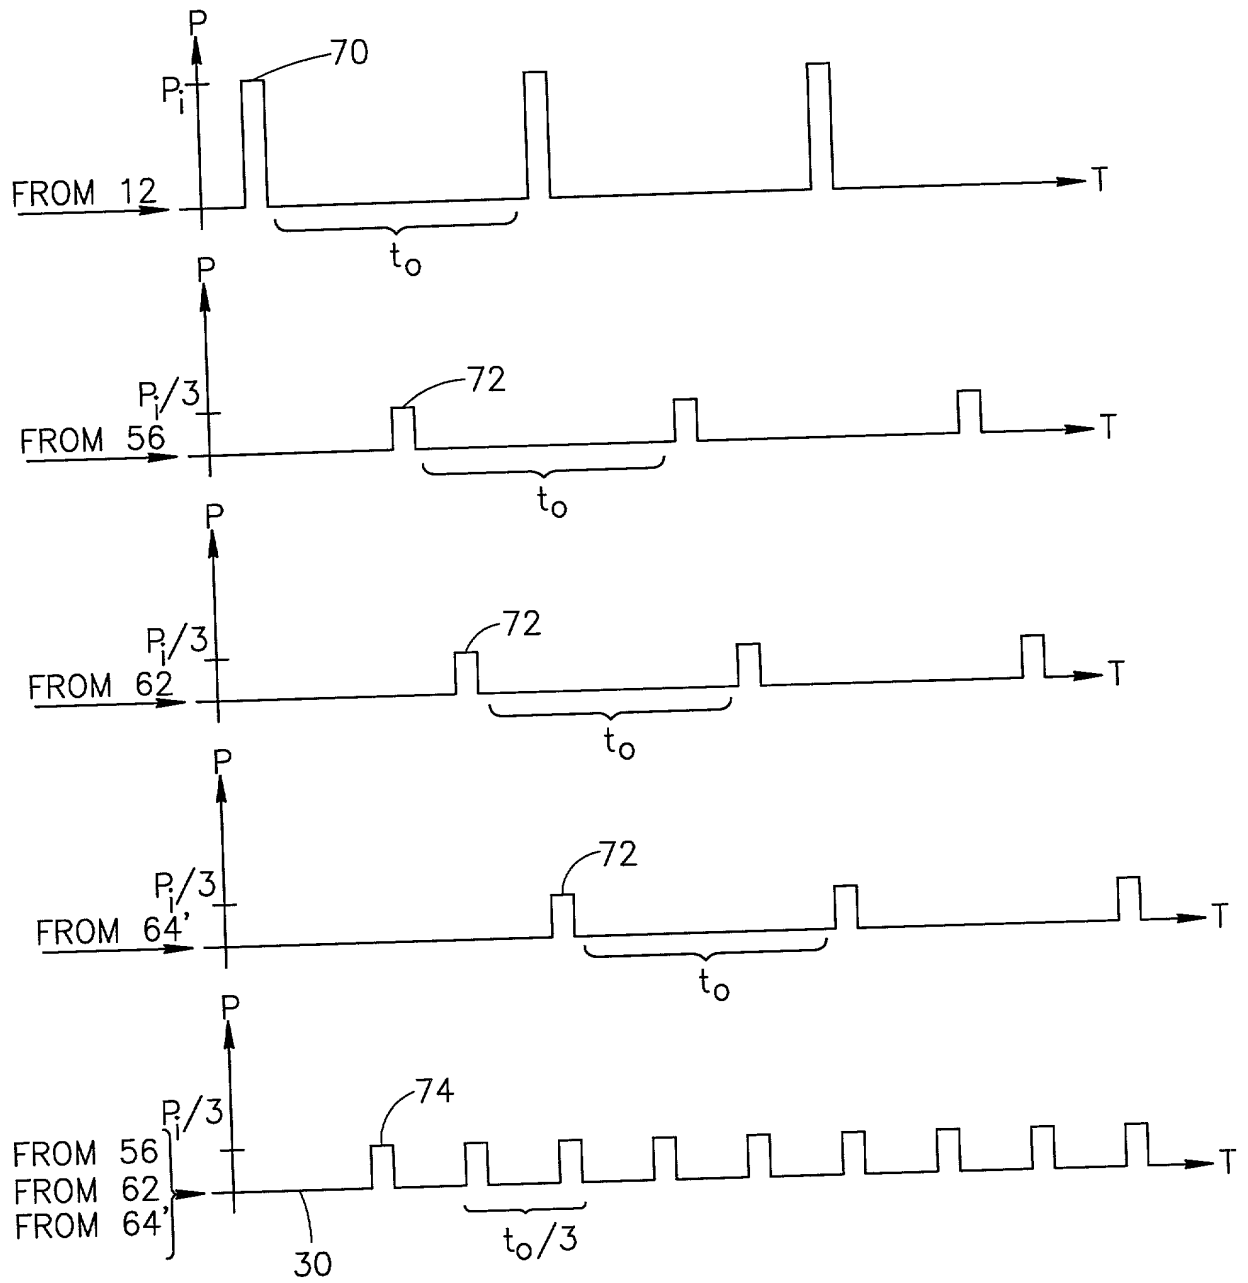 P
70
Pi
FROM 12
T
to
P
72
Pi/3
FROM 56
T
to
P
72
Pi/3
FROM 62
T
to
P
72
Pi/3
FROM 64'
T
to
P
74
Pi/3
FROM 56
FROM 62
FROM 64'
T
to/3
30